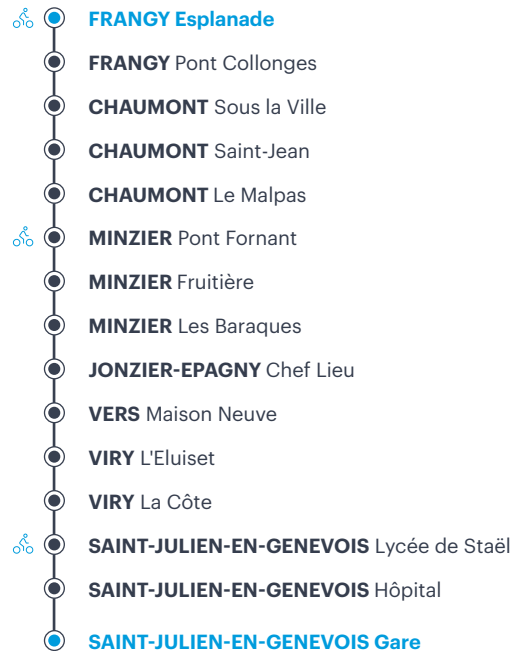 FRANGY Esplanade
FRANGY Pont Collonges
CHAUMONT Sous la Ville
CHAUMONT Saint-Jean
CHAUMONT Le Malpas
MINZIER Pont Fornant
MINZIER Fruitière
MINZIER Les Baraques
JONZIER-EPAGNY Chef Lieu
VERS Maison Neuve
VIRY L'Eluiset
VIRY La Côte
SAINT-JULIEN-EN-GENEVOIS Lycée de Staël
SAINT-JULIEN-EN-GENEVOIS Hôpital
SAINT-JULIEN-EN-GENEVOIS Gare